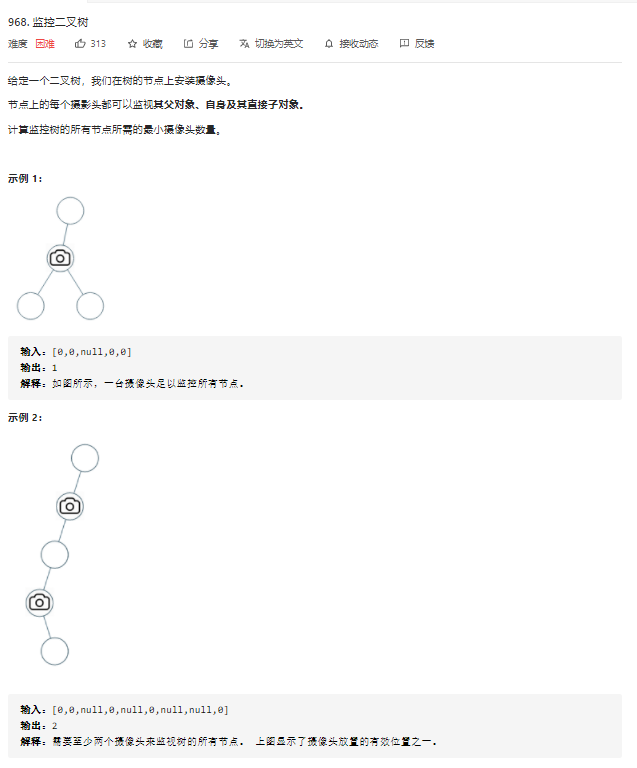 968. 监控二叉树
难度 困难 313 收藏 分享 切换为英文 接收动态 反馈
给定一个二叉树，我们在树的节点上安装摄像头。
节点上的每个摄影头都可以监视其父对象、自身及其直接子对象。
计算监控树的所有节点所需的最小摄像头数量。
示例 1：
输入：[0,0,null,0,0]
输出：1
解释：如图所示，一台摄像头足以监控所有节点。
示例 2：
输入：[0,0,null,0,null,0,null,null,0]
输出：2
解释：需要至少两个摄像头来监视树的所有节点。 上图显示了摄像头放置的有效位置之一。